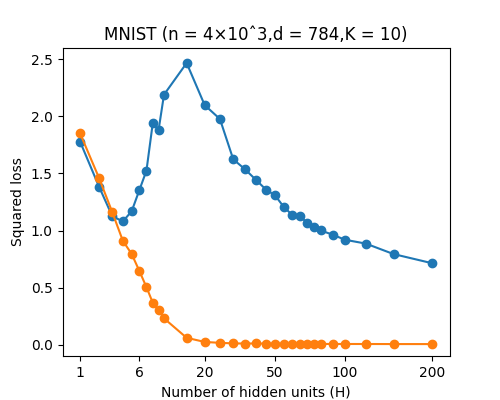 MNIST (n = 4×10ˆ3,d = 784,K = 10)
2.5
2.0
1.5
1.0
0.5
0.0
Squared loss
1 6 20 50 100 200
Number of hidden units (H)